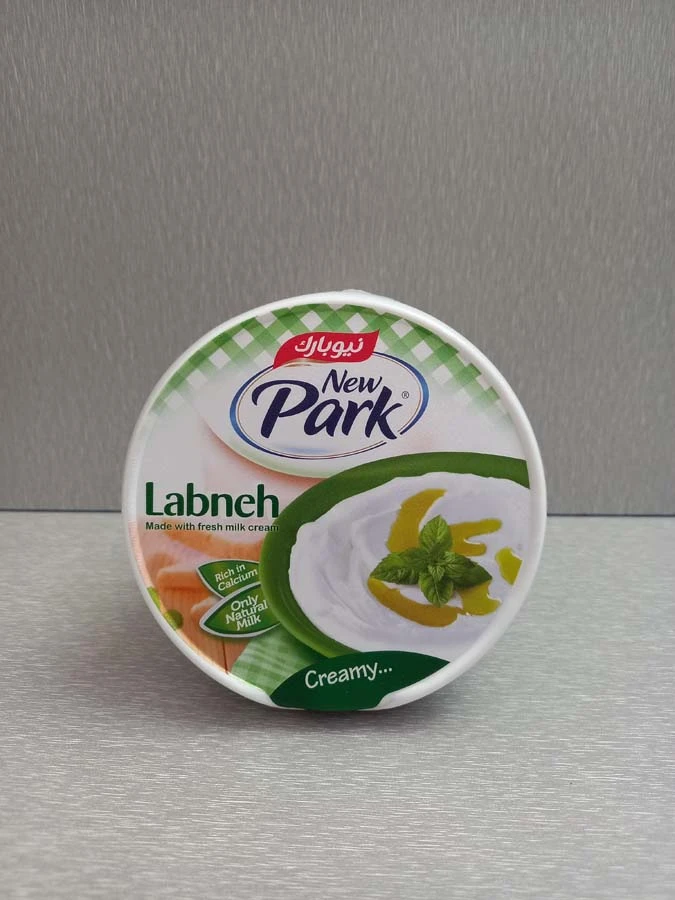 نيوبارك
New
Park®
Labneh
Made with fresh milk cream
Rich in
Calcium
Only
Natural
Milk
Creamy...